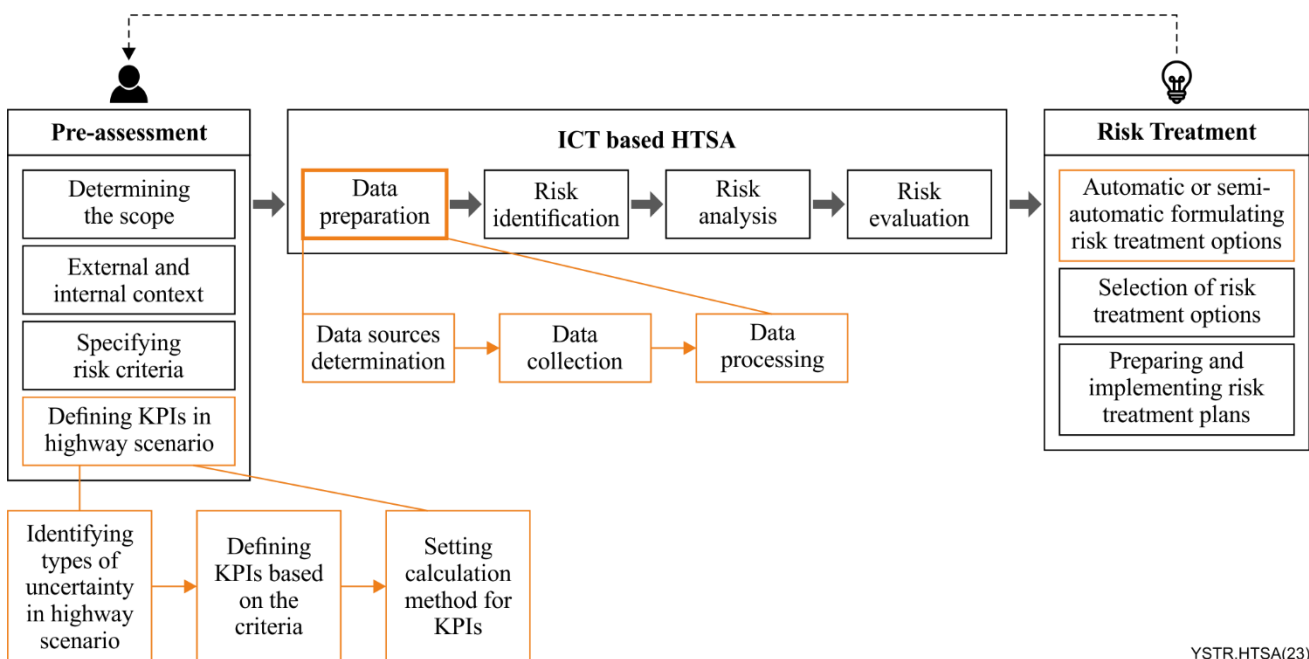 Pre-assessment
Determining
the scope
External and
internal context
Specifying
risk criteria
Defining KPIs in
highway scenario
Identifying
types of
uncertainty
in highway
scenario
Defining
KPIs based
on the
criteria
Setting
calculation
method for
KPIs
ICT based HTSA
Data
preparation
Risk
identification
Risk
analysis
Risk
evaluation
Data sources
determination
Data
collection
Data
processing
Risk Treatment
Automatic or semi-
automatic formulating
risk treatment options
Selection of risk
treatment options
Preparing and
implementing risk
treatment plans
YSTR.HTSA(23)